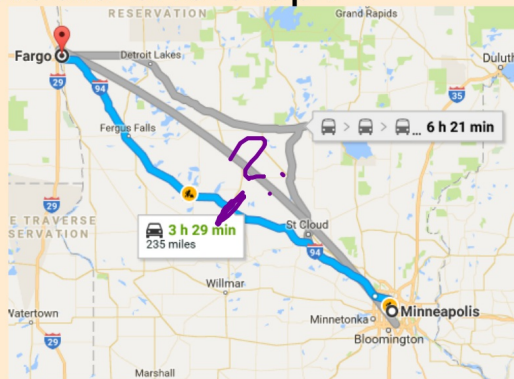 RESERVATION
Grand Rapids
Fargo
Detroit Lakes
Duluth
29
94
35
6 h 21 min
Fergus Falls
?
E TRAVERSE
SERVATION
3 h 29 min
235 miles
St Cloud
94
Willmar
Watertown
Minneapolis
Minnetonka
29
Bloomington
Marshall